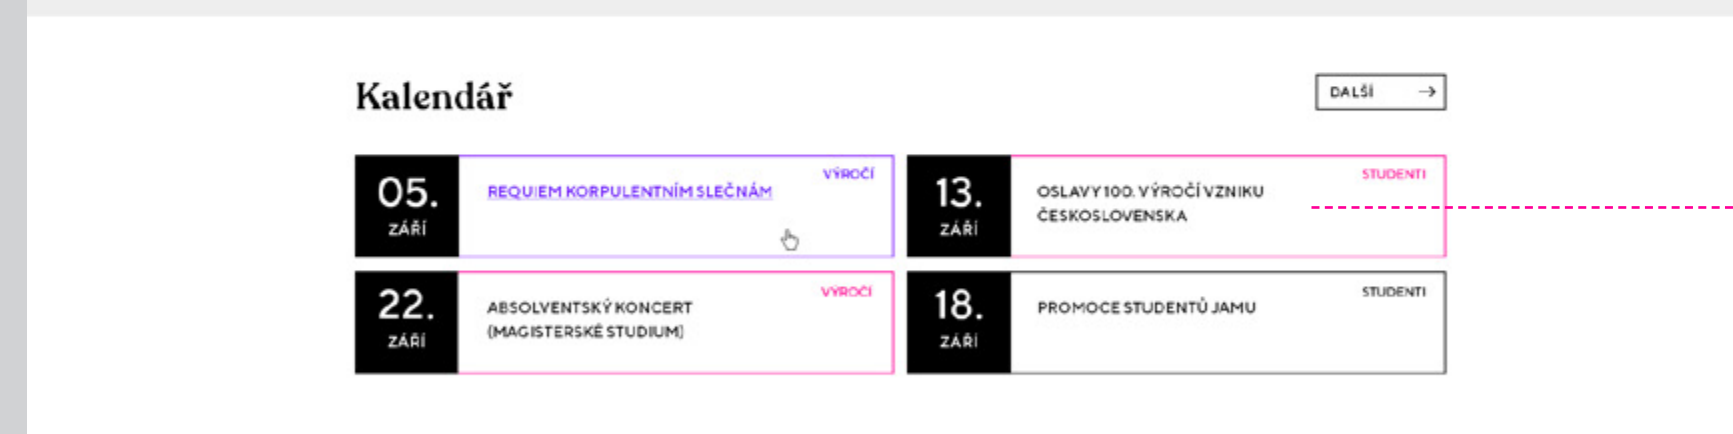 Kalendář
DALŠÍ →
05.
ZÁŘÍ
REQUIEM KORPULENTNÍM SLEČNÁM
VÝROČÍ
13.
ZÁŘÍ
OSLAVY 100. VÝROČÍ VZNIKU
ČESKOSLOVENSKA
STUDENTI
22.
ZÁŘÍ
ABSOLVENTSKÝ KONCERT
(MAGISTERSKÉ STUDIUM)
VÝROČÍ
18.
ZÁŘÍ
PROMOCE STUDENTŮ JAMU
STUDENTI